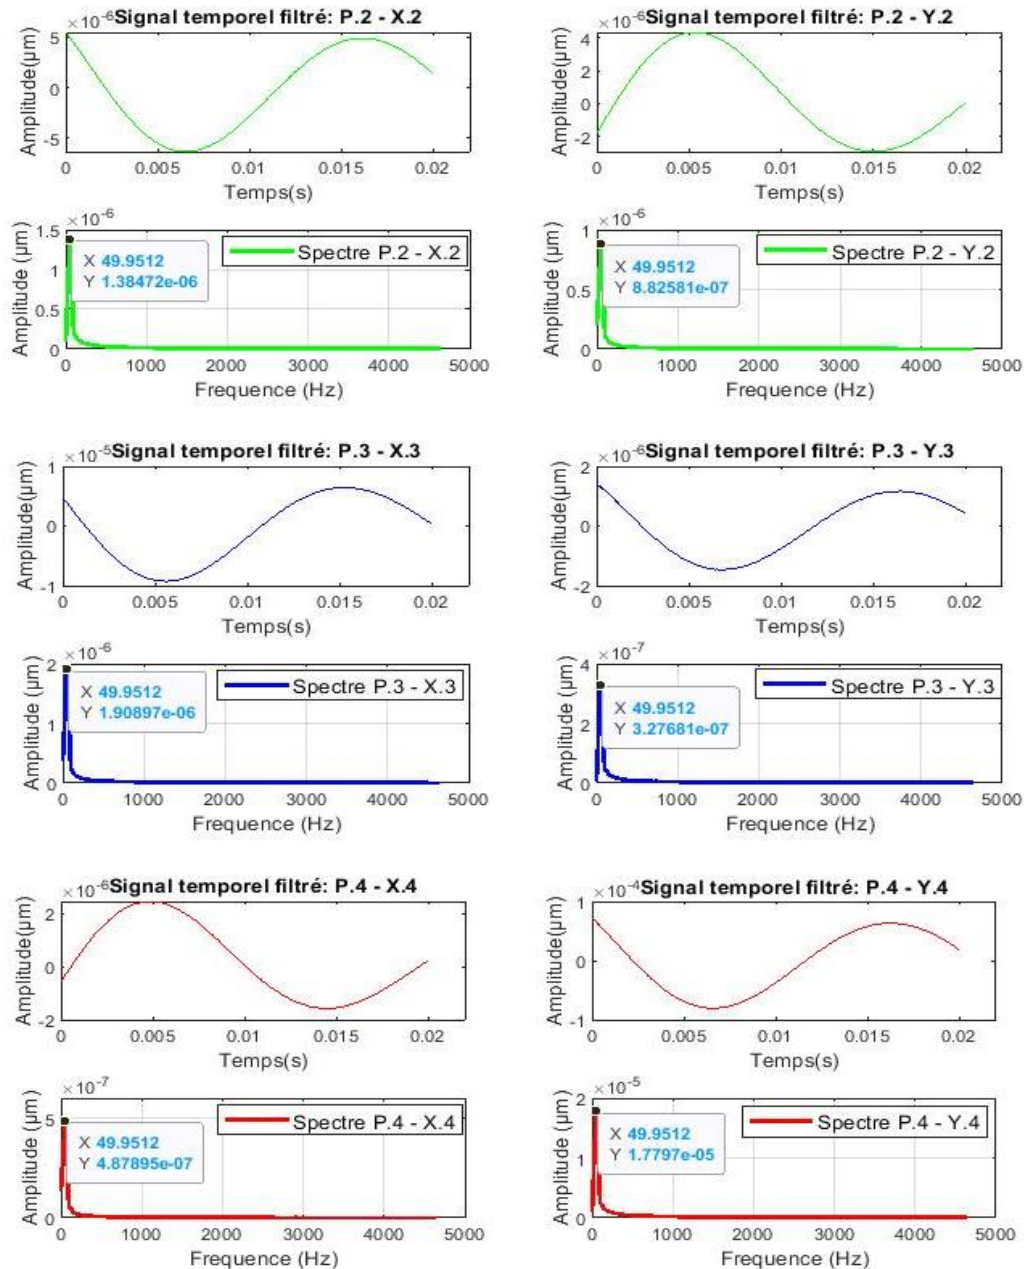 ×10^-6 Signal temporel filtré: P.2 - X.2
Amplitude(µm)
5
0
-5
0 0.005 0.01 0.015 0.02
Temps(s)
×10^-6
Amplitude (µm)
1.5
1
0.5
0
X 49.9512
Y 1.38472e-06
Spectre P.2 - X.2
0 1000 2000 3000 4000 5000
Frequence (Hz)
×10^-6 Signal temporel filtré: P.2 - Y.2
Amplitude(µm)
4
2
0
-2
0 0.005 0.01 0.015 0.02
Temps(s)
×10^-6
Amplitude (µm)
1
0.5
0
X 49.9512
Y 8.82581e-07
Spectre P.2 - Y.2
0 1000 2000 3000 4000 5000
Frequence (Hz)
×10^-5 Signal temporel filtré: P.3 - X.3
Amplitude(µm)
1
0
-1
0 0.005 0.01 0.015 0.02
Temps(s)
×10^-6
Amplitude (µm)
2
1
0
X 49.9512
Y 1.90897e-06
Spectre P.3 - X.3
0 1000 2000 3000 4000 5000
Frequence (Hz)
×10^-6 Signal temporel filtré: P.3 - Y.3
Amplitude(µm)
2
0
-2
0 0.005 0.01 0.015 0.02
Temps(s)
×10^-7
Amplitude (µm)
4
2
0
X 49.9512
Y 3.27681e-07
Spectre P.3 - Y.3
0 1000 2000 3000 4000 5000
Frequence (Hz)
×10^-6 Signal temporel filtré: P.4 - X.4
Amplitude(µm)
2
0
-2
0 0.005 0.01 0.015 0.02
Temps(s)
×10^-7
Amplitude (µm)
5
0
X 49.9512
Y 4.87895e-07
Spectre P.4 - X.4
0 1000 2000 3000 4000 5000
Frequence (Hz)
×10^-4 Signal temporel filtré: P.4 - Y.4
Amplitude(µm)
1
0
-1
0 0.005 0.01 0.015 0.02
Temps(s)
×10^-5
Amplitude (µm)
2
1
0
X 49.9512
Y 1.7797e-05
Spectre P.4 - Y.4
0 1000 2000 3000 4000 5000
Frequence (Hz)